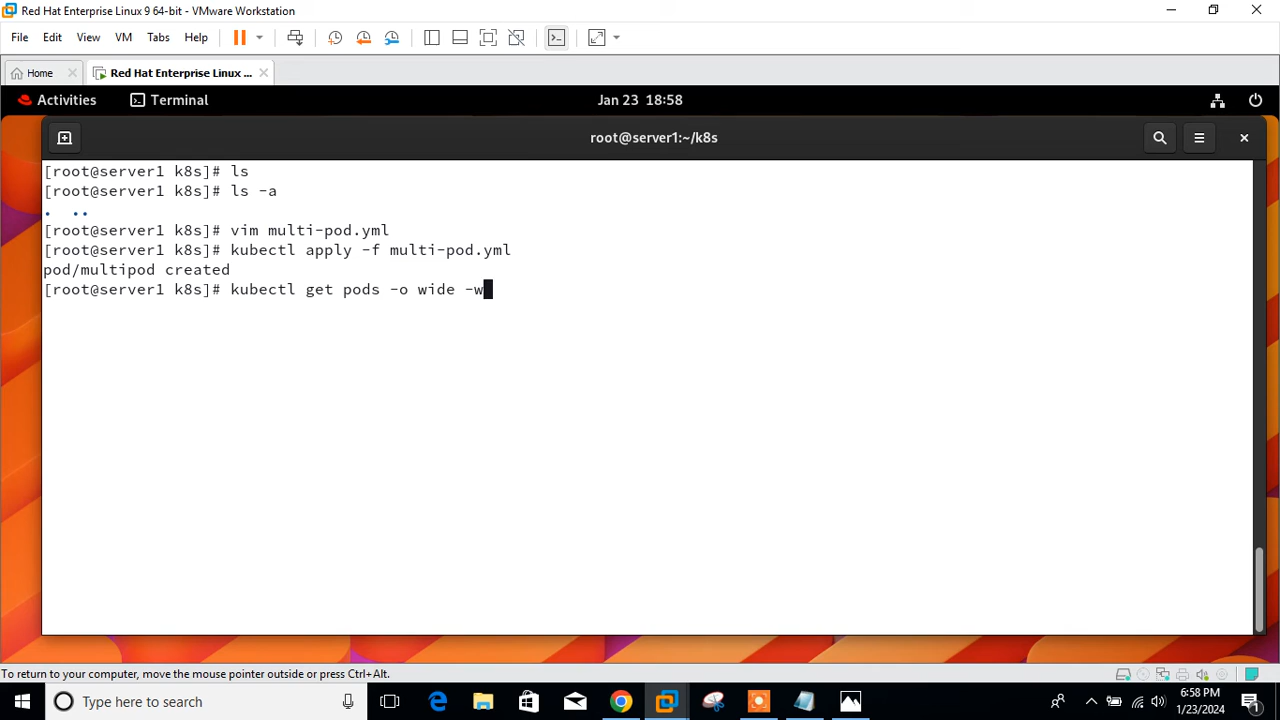 Red Hat Enterprise Linux 9 64-bit - VMware Workstation
File Edit View VM Tabs Help
Home Red Hat Enterprise Linux ...
Activities Terminal Jan 23 18:58
root@server1:~/k8s
[root@server1 k8s]# ls
[root@server1 k8s]# ls -a
. ..
[root@server1 k8s]# vim multi-pod.yml
[root@server1 k8s]# kubectl apply -f multi-pod.yml
pod/multipod created
[root@server1 k8s]# kubectl get pods -o wide -w
To return to your computer, move the mouse pointer outside or press Ctrl+Alt.
Type here to search
6:58 PM
1/23/2024
1